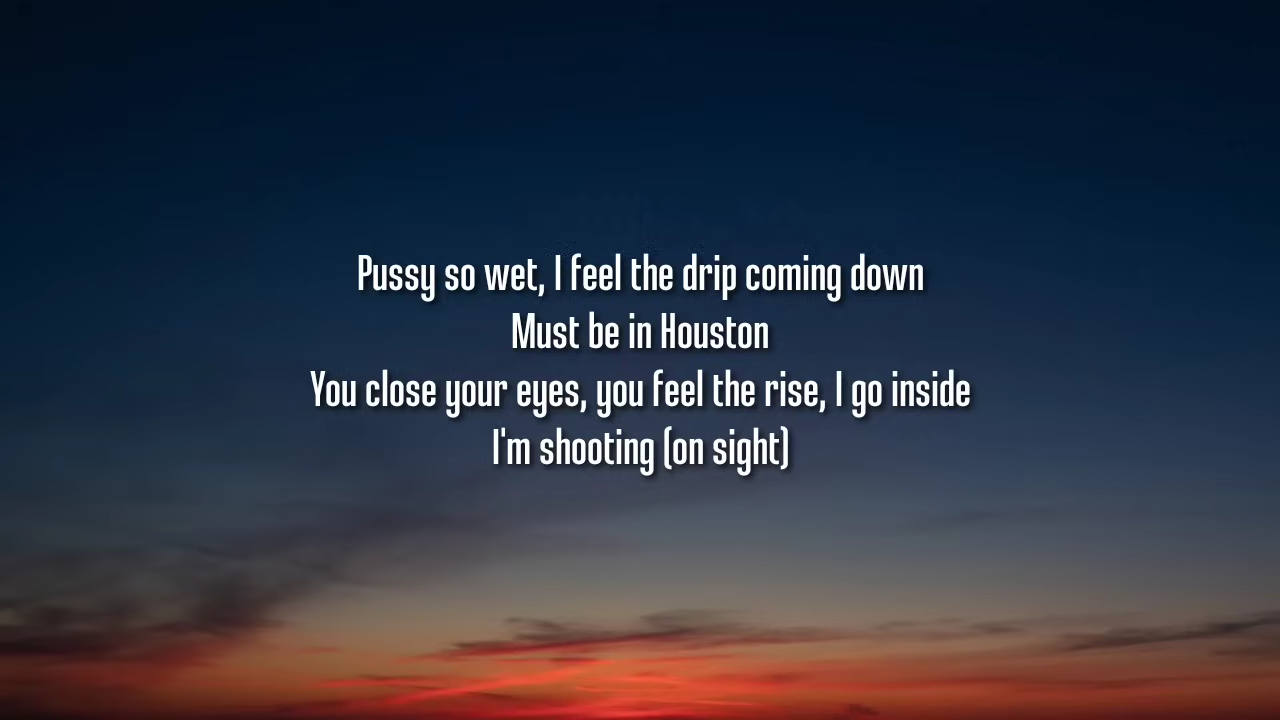 Pussy so wet, I feel the drip coming down
Must be in Houston
You close your eyes, you feel the rise, I go inside
I'm shooting (on sight)